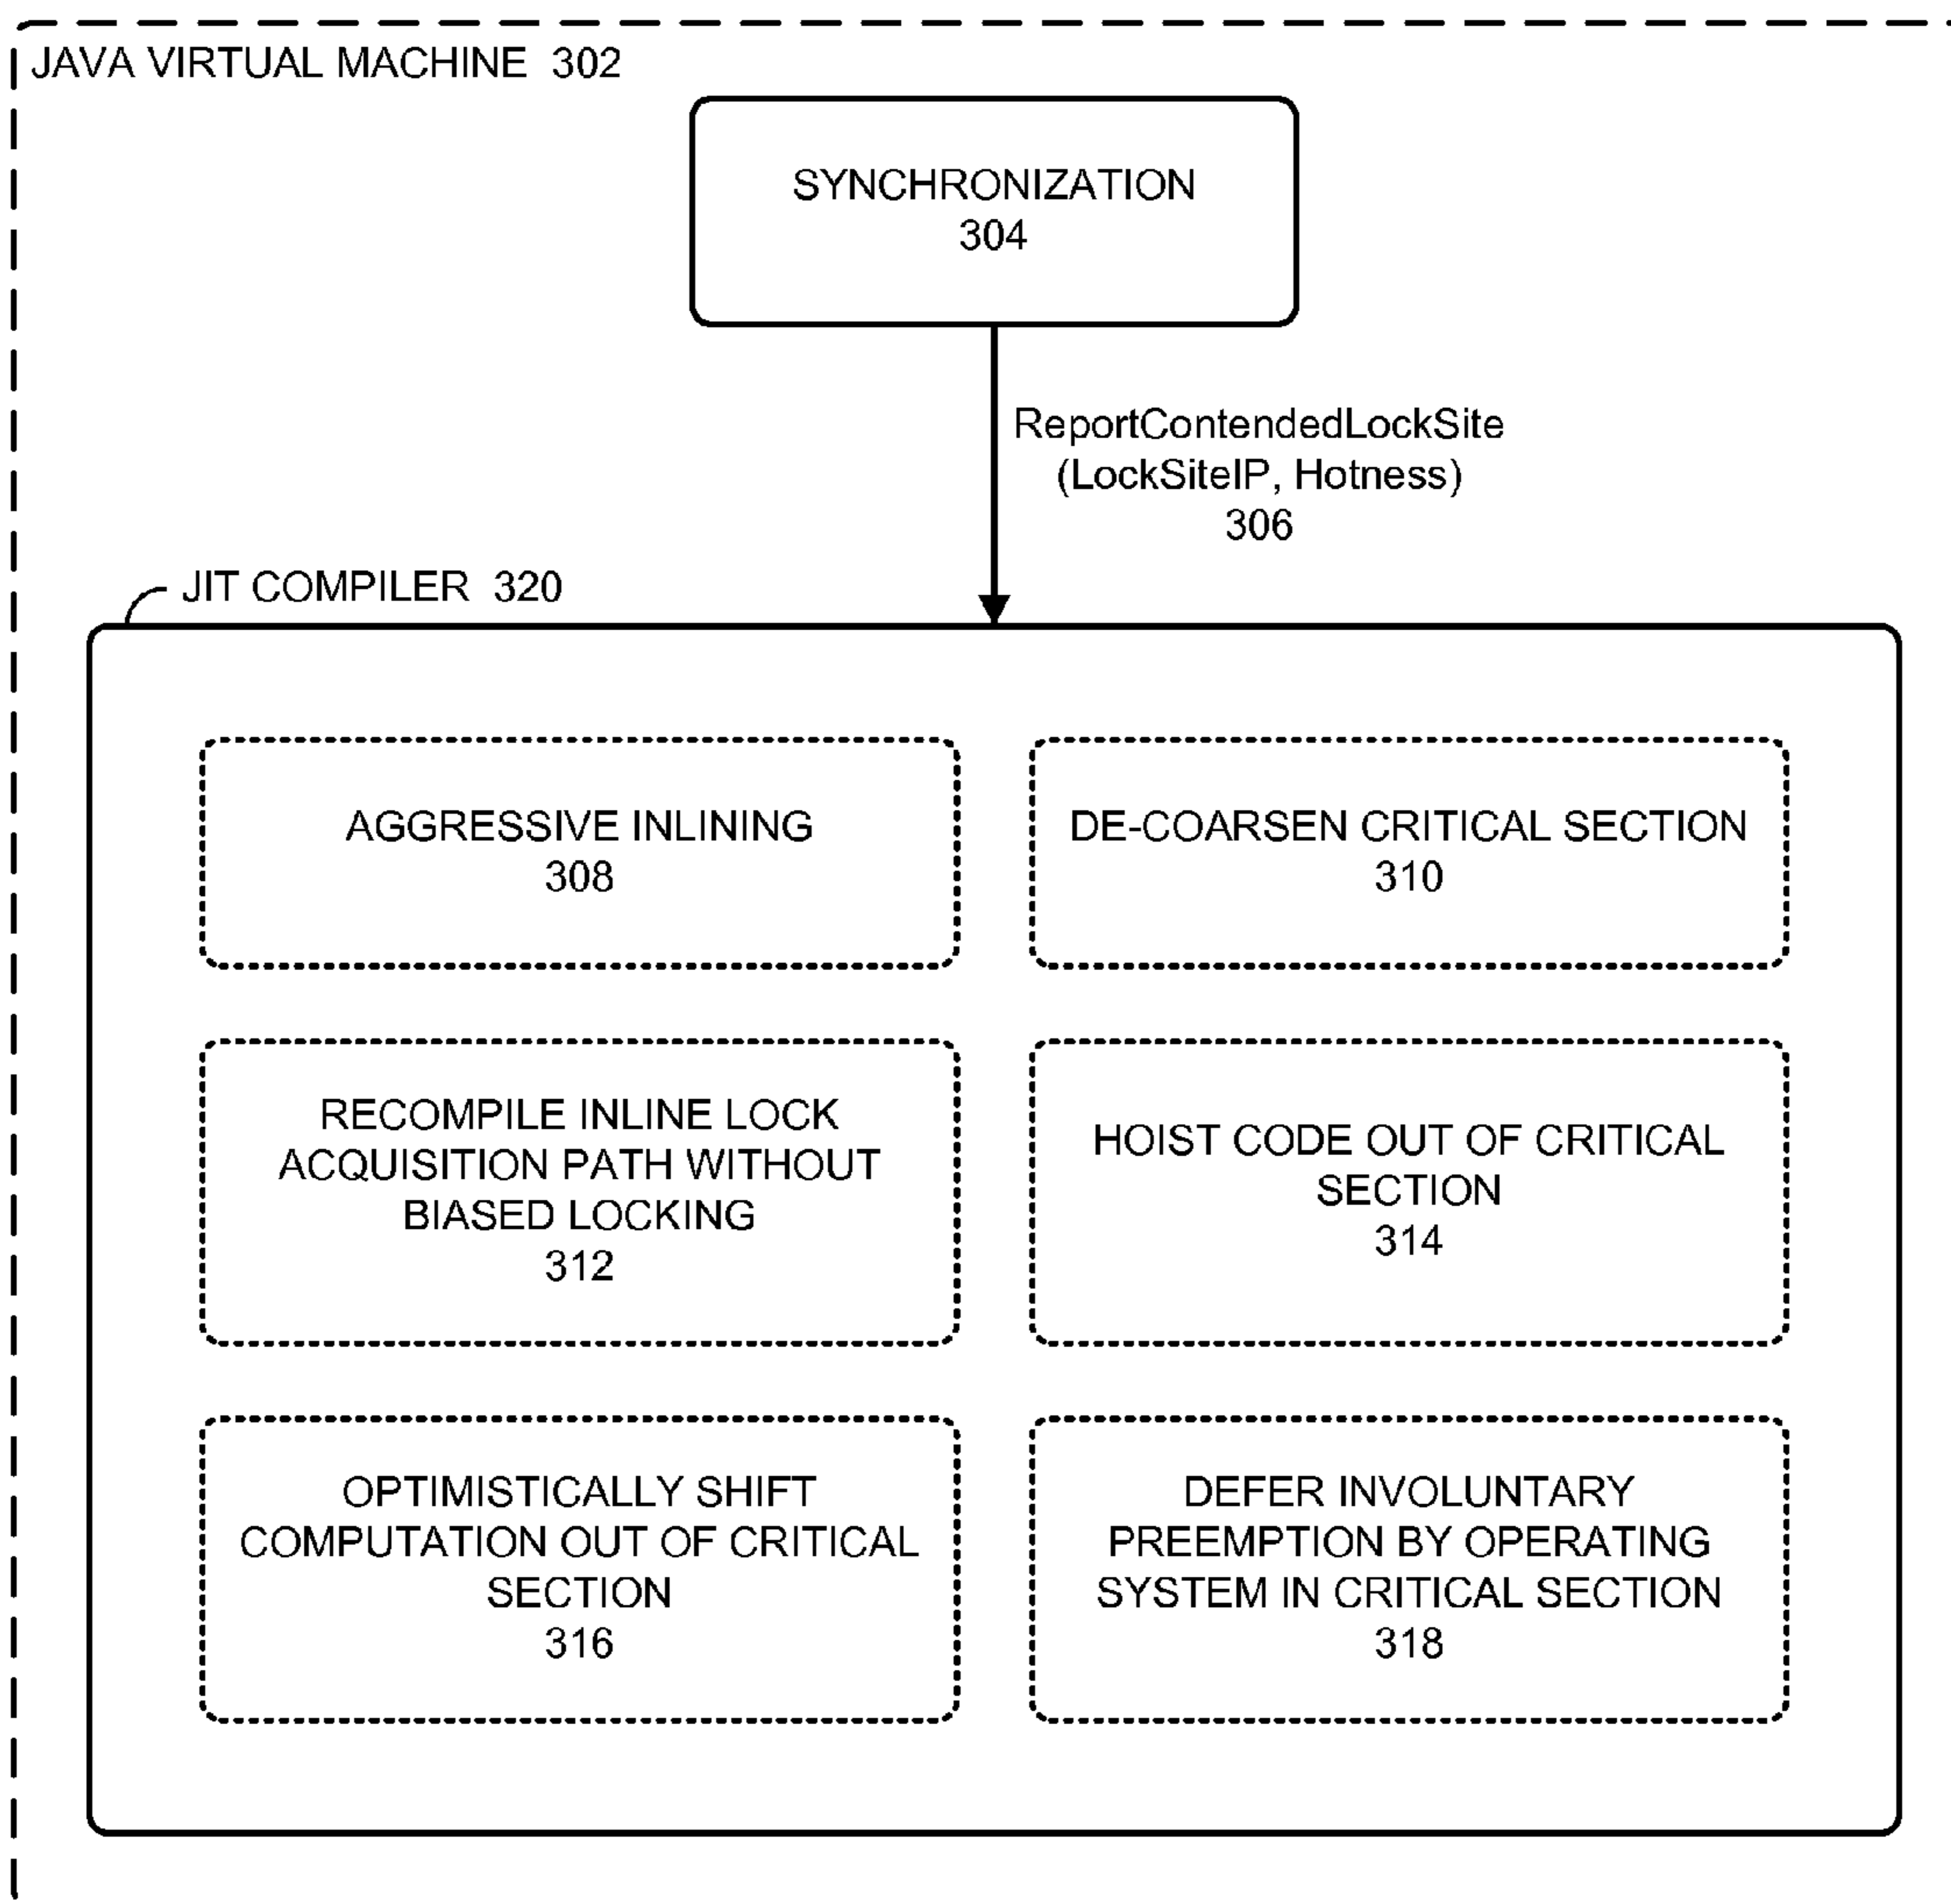 JAVA VIRTUAL MACHINE 302
SYNCHRONIZATION
304
ReportContendedLockSite
(LockSiteIP, Hotness)
306
JIT COMPILER 320
AGGRESSIVE INLINING
308
DE-COARSEN CRITICAL SECTION
310
RECOMPILE INLINE LOCK
ACQUISITION PATH WITHOUT
BIASED LOCKING
312
HOIST CODE OUT OF CRITICAL
SECTION
314
OPTIMISTICALLY SHIFT
COMPUTATION OUT OF CRITICAL
SECTION
316
DEFER INVOLUNTARY
PREEMPTION BY OPERATING
SYSTEM IN CRITICAL SECTION
318